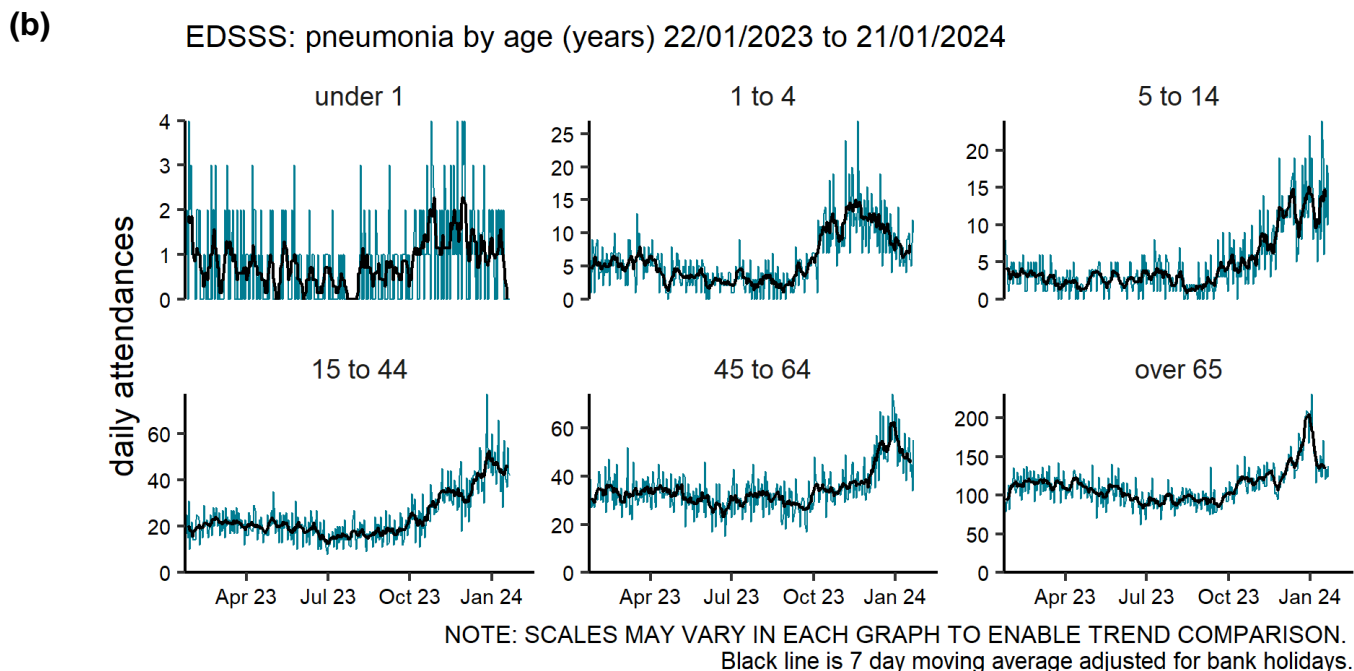 (b)
EDSSS: pneumonia by age (years) 22/01/2023 to 21/01/2024
daily attendances
under 1
4
3
2
1
0
1 to 4
25
20
15
10
5
0
5 to 14
20
15
10
5
0
15 to 44
60
40
20
0
Apr 23 Jul 23 Oct 23 Jan 24
45 to 64
60
40
20
0
Apr 23 Jul 23 Oct 23 Jan 24
over 65
200
150
100
50
0
Apr 23 Jul 23 Oct 23 Jan 24
NOTE: SCALES MAY VARY IN EACH GRAPH TO ENABLE TREND COMPARISON.
Black line is 7 day moving average adjusted for bank holidays.